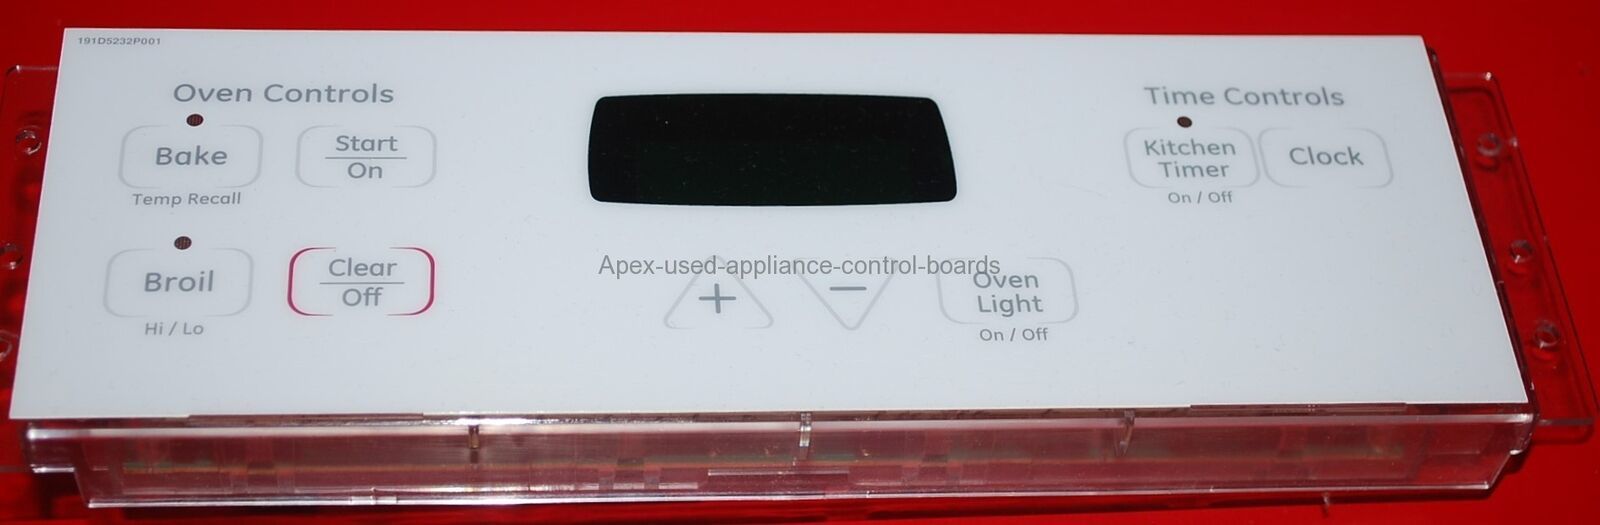 191D5232P001
Oven Controls
Bake
Temp Recall
Start
On
Broil
Hi / Lo
Clear
Off
Apex-used-appliance-control-boards
+
−
Oven
Light
On / Off
Time Controls
Kitchen
Timer
On / Off
Clock